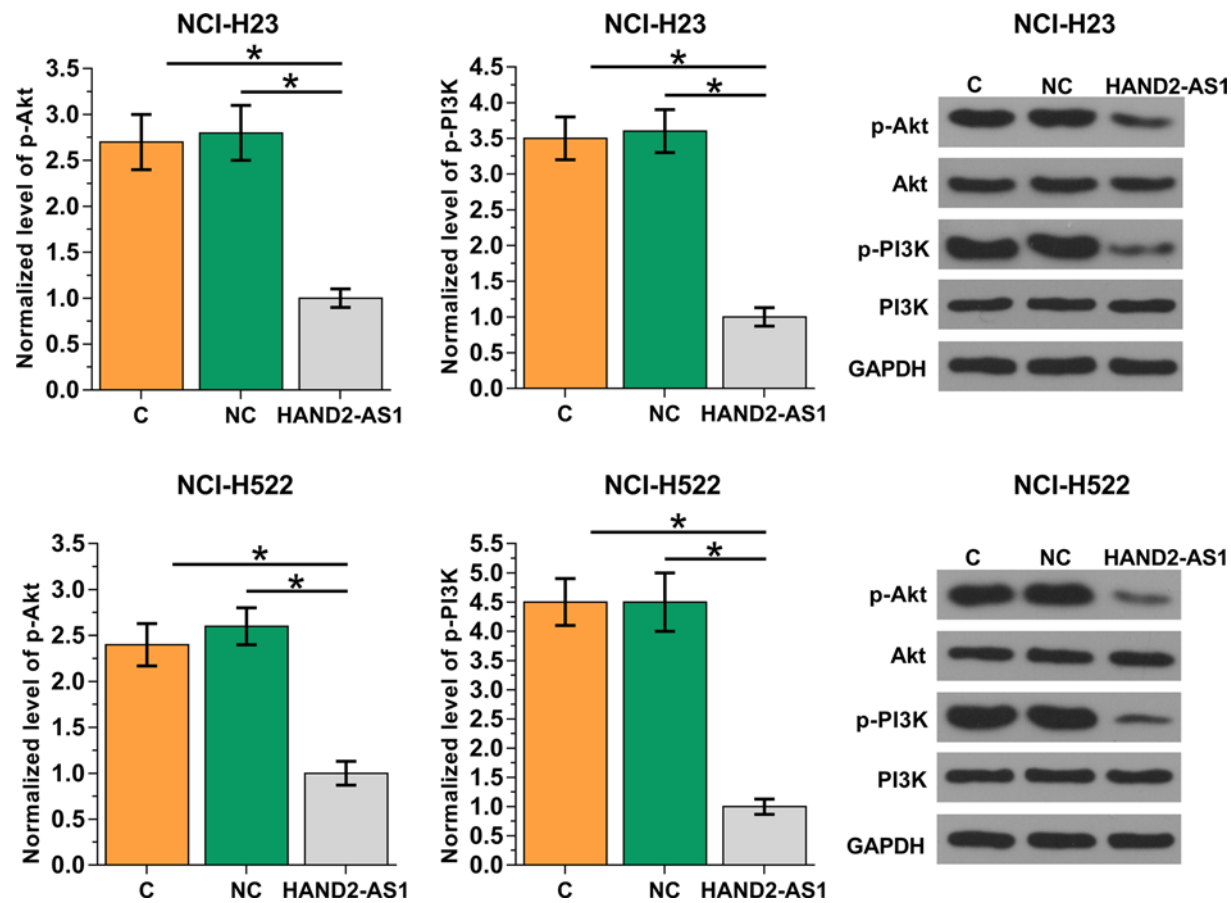 NCI-H23
Normalized level of p-Akt
3.5
3.0
2.5
2.0
1.5
1.0
0.5
0.0
*
*
C NC HAND2-AS1
NCI-H23
Normalized level of p-PI3K
4.5
4.0
3.5
3.0
2.5
2.0
1.5
1.0
0.5
0.0
*
*
C NC HAND2-AS1
NCI-H23
C NC HAND2-AS1
p-Akt
Akt
p-PI3K
PI3K
GAPDH
NCI-H522
Normalized level of p-Akt
3.5
3.0
2.5
2.0
1.5
1.0
0.5
0.0
*
*
C NC HAND2-AS1
NCI-H522
Normalized level of p-PI3K
5.5
5.0
4.5
4.0
3.5
3.0
2.5
2.0
1.5
1.0
0.5
0.0
*
*
C NC HAND2-AS1
NCI-H522
C NC HAND2-AS1
p-Akt
Akt
p-PI3K
PI3K
GAPDH